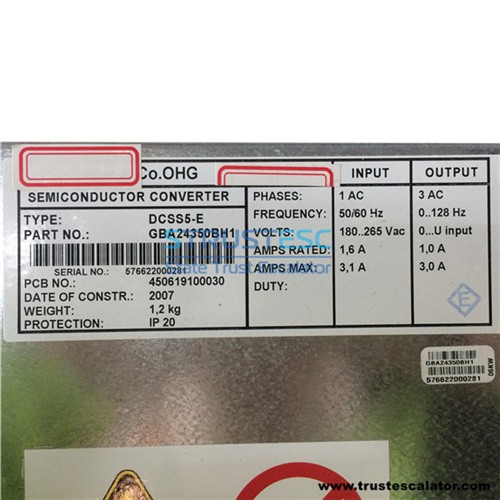 Co.OHG
SEMICONDUCTOR CONVERTER
TYPE: DCSS5-E
PART NO.: GBA24350BH1
SERIAL NO.: 576622000281
PCB NO.: 450619100030
DATE OF CONSTR.: 2007
WEIGHT: 1,2 kg
PROTECTION: IP 20
INPUT OUTPUT
PHASES: 1 AC 3 AC
FREQUENCY: 50/60 Hz 0..128 Hz
VOLTS: 180..265 Vac 0..U input
AMPS RATED: 1,6 A 1,0 A
AMPS MAX: 3,1 A 3,0 A
DUTY:
E
STRUSTESC
GBA24350BH1
576622000281
06KW
www.trustescalator.com